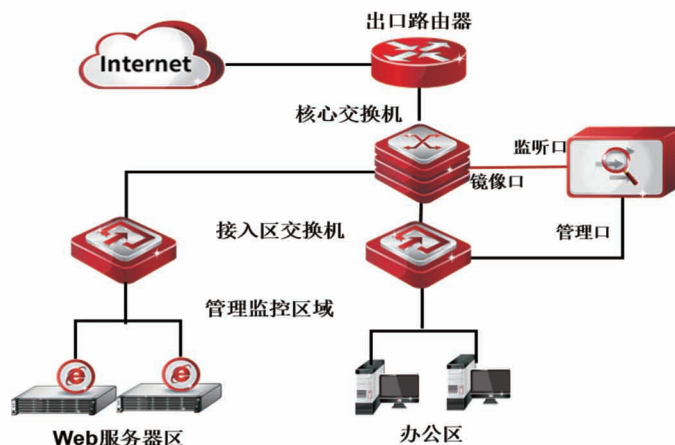 出口路由器
Internet
核心交换机
监听口
镜像口
接入区交换机
管理口
管理监控区域
Web服务器区
办公区